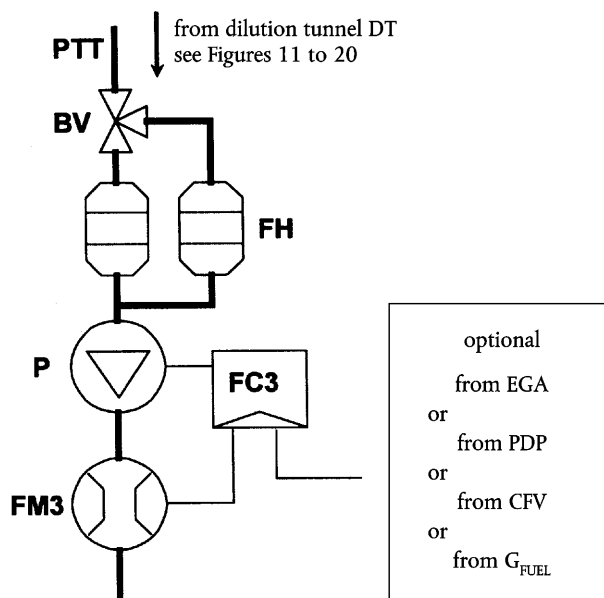 from dilution tunnel DT
see Figures 11 to 20
PTT
BV
FH
P
FC3
FM3
optional
from EGA
or
from PDP
or
from CFV
or
from G_FUEL